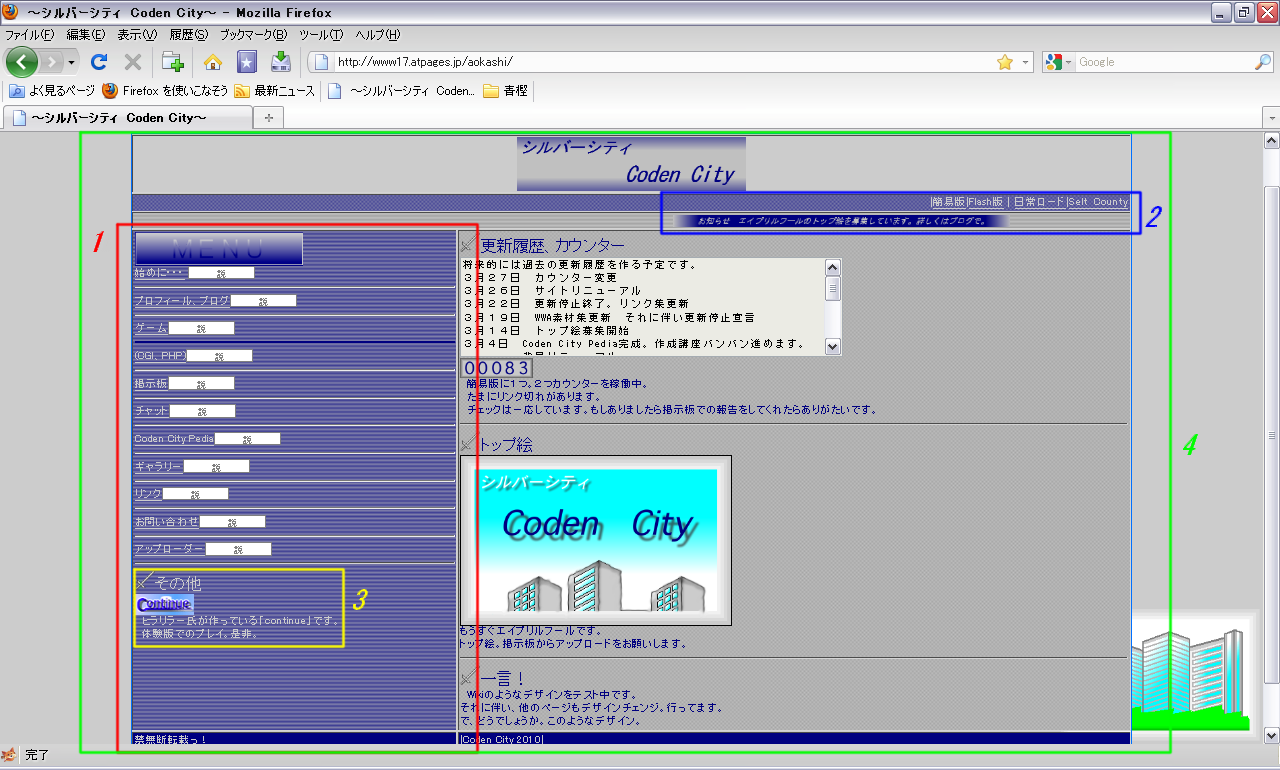 ～シルバーシティ Coden City～ - Mozilla Firefox
ファイル(F) 編集(E) 表示(V) 履歴(S) ブックマーク(B) ツール(T) ヘルプ(H)
http://www17.atpages.jp/aokashi/
Google
よく見るページ Firefox を使いこなそう 最新ニュース ～シルバーシティ Coden... 青樫
～シルバーシティ Coden City～
シルバーシティ
Coden City
|簡易版|Flash版 | 日常ロード|Selt County
2
お知らせ エイプリルフールのトップ絵を募集しています。詳しくはブログで。
1
MENU
始めに・・・
プロフィール、ブログ
ゲーム
(CGI、PHP)
掲示板
チャット
Coden City Pedia
ギャラリー
リンク
お問い合わせ
アップローダー
その他
3
Continue
ヒラリラー氏が作っている「continue」です。
体験版でのプレイ。是非。
更新履歴、カウンター
将来的には過去の更新履歴を作る予定です。
３月２７日 カウンター変更
３月２６日 サイトリニューアル
３月２２日 更新停止終了。リンク集更新
３月１９日 WWA素材集更新 それに伴い更新停止宣言
３月１４日 トップ絵募集開始
３月４日 Coden City Pedia完成。作成講座バンバン進めます。
00083
簡易版に１つ。２つカウンターを稼働中。
たまにリンク切れがあります。
チェックは一応しています。もしありましたら掲示板での報告をしてくれたらありがたいです。
トップ絵
4
シルバーシティ
Coden City
もうすぐエイプリルフールです。
トップ絵。掲示板からアップロードをお願いします。
一言！
Wikiのようなデザインをテスト中です。
それに伴い、他のページもデザインチェンジ。行ってます。
で、どうでしょうか。このようなデザイン。
禁無断転載っ！
|Coden City 2010|
完了